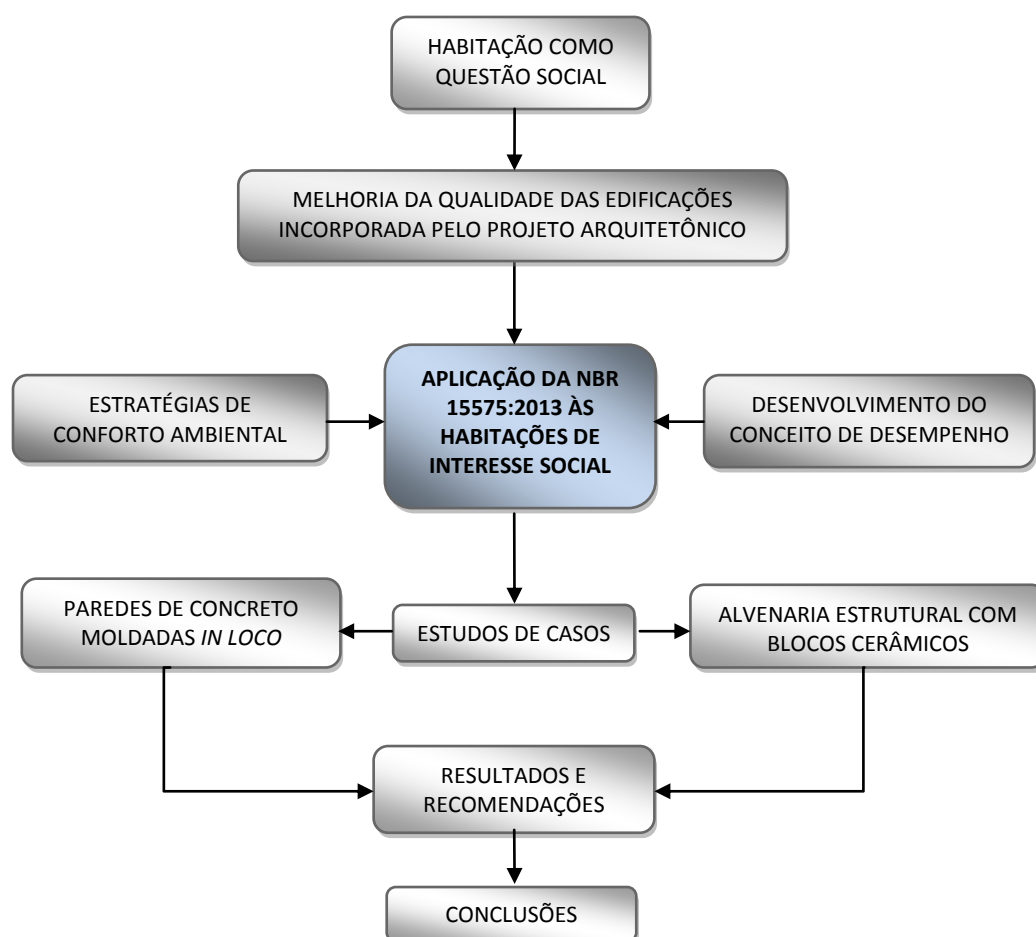 HABITAÇÃO COMO
QUESTÃO SOCIAL
MELHORIA DA QUALIDADE DAS EDIFICAÇÕES
INCORPORADA PELO PROJETO ARQUITETÔNICO
ESTRATÉGIAS DE
CONFORTO AMBIENTAL
APLICAÇÃO DA NBR
15575:2013 ÀS
HABITAÇÕES DE
INTERESSE SOCIAL
DESENVOLVIMENTO DO
CONCEITO DE DESEMPENHO
PAREDES DE CONCRETO
MOLDADAS IN LOCO
ESTUDOS DE CASOS
ALVENARIA ESTRUTURAL COM
BLOCOS CERÂMICOS
RESULTADOS E
RECOMENDAÇÕES
CONCLUSÕES